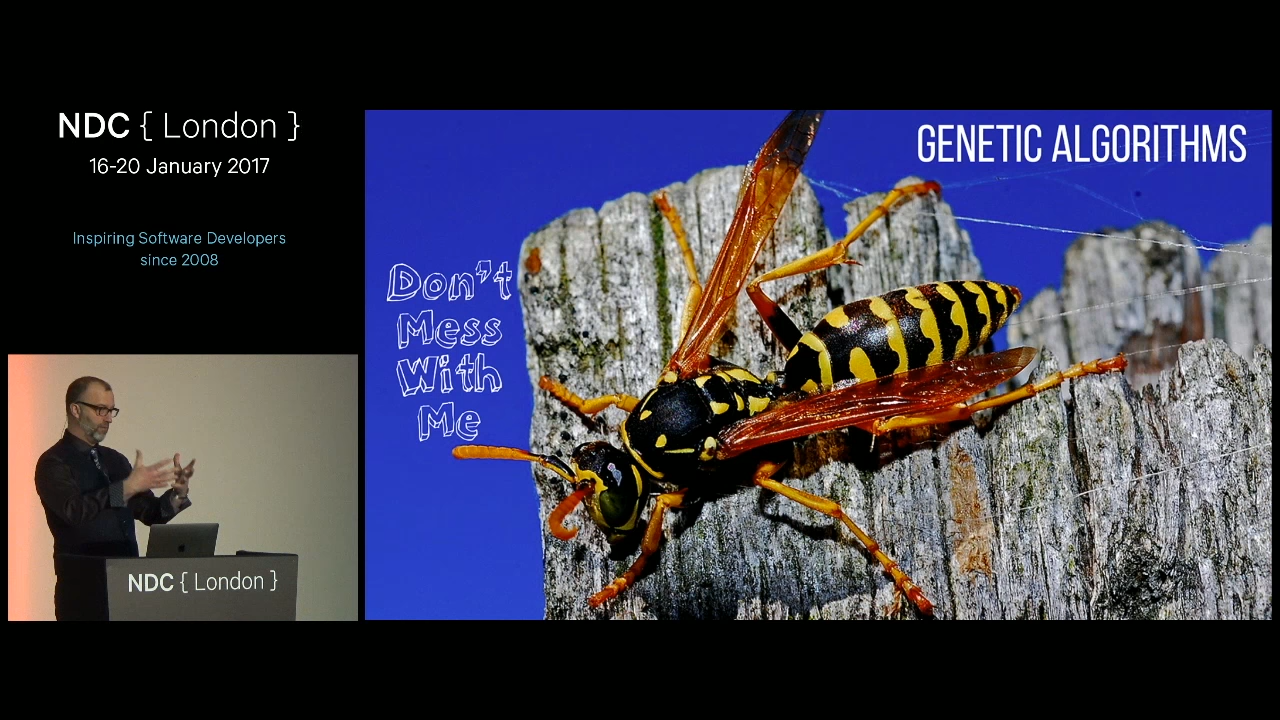 NDC { London }
16-20 January 2017
Inspiring Software Developers
since 2008
GENETIC ALGORITHMS
Don't
Mess
With
Me
NDC { London }